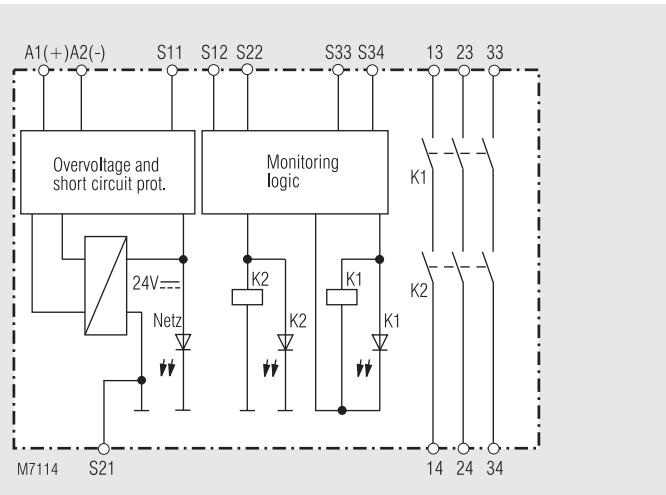 A1(+) A2(-) S11 S12 S22 S33 S34 13 23 33
Overvoltage and
short circuit prot.
Monitoring
logic
K1
24V
K2
K1
K2
Netz
K2
K1
M7114
S21
14 24 34